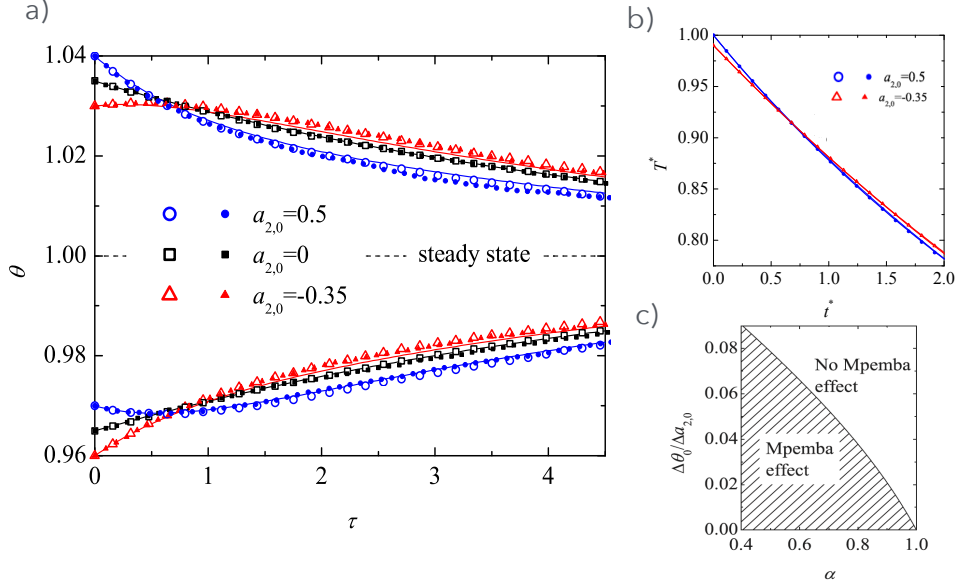 a)
1.04
1.02
1.00
0.98
0.96
θ
a2,0=0.5
a2,0=0
a2,0=-0.35
steady state
0
1
2
3
4
τ
b)
1.00
0.95
0.90
0.85
0.80
T*
a2,0=0.5
a2,0=-0.35
0.0
0.5
1.0
1.5
2.0
t*
c)
0.08
0.06
0.04
0.02
0.00
Δθ0/Δa2,0
No Mpemba
effect
Mpemba
effect
0.4
0.6
0.8
1.0
α